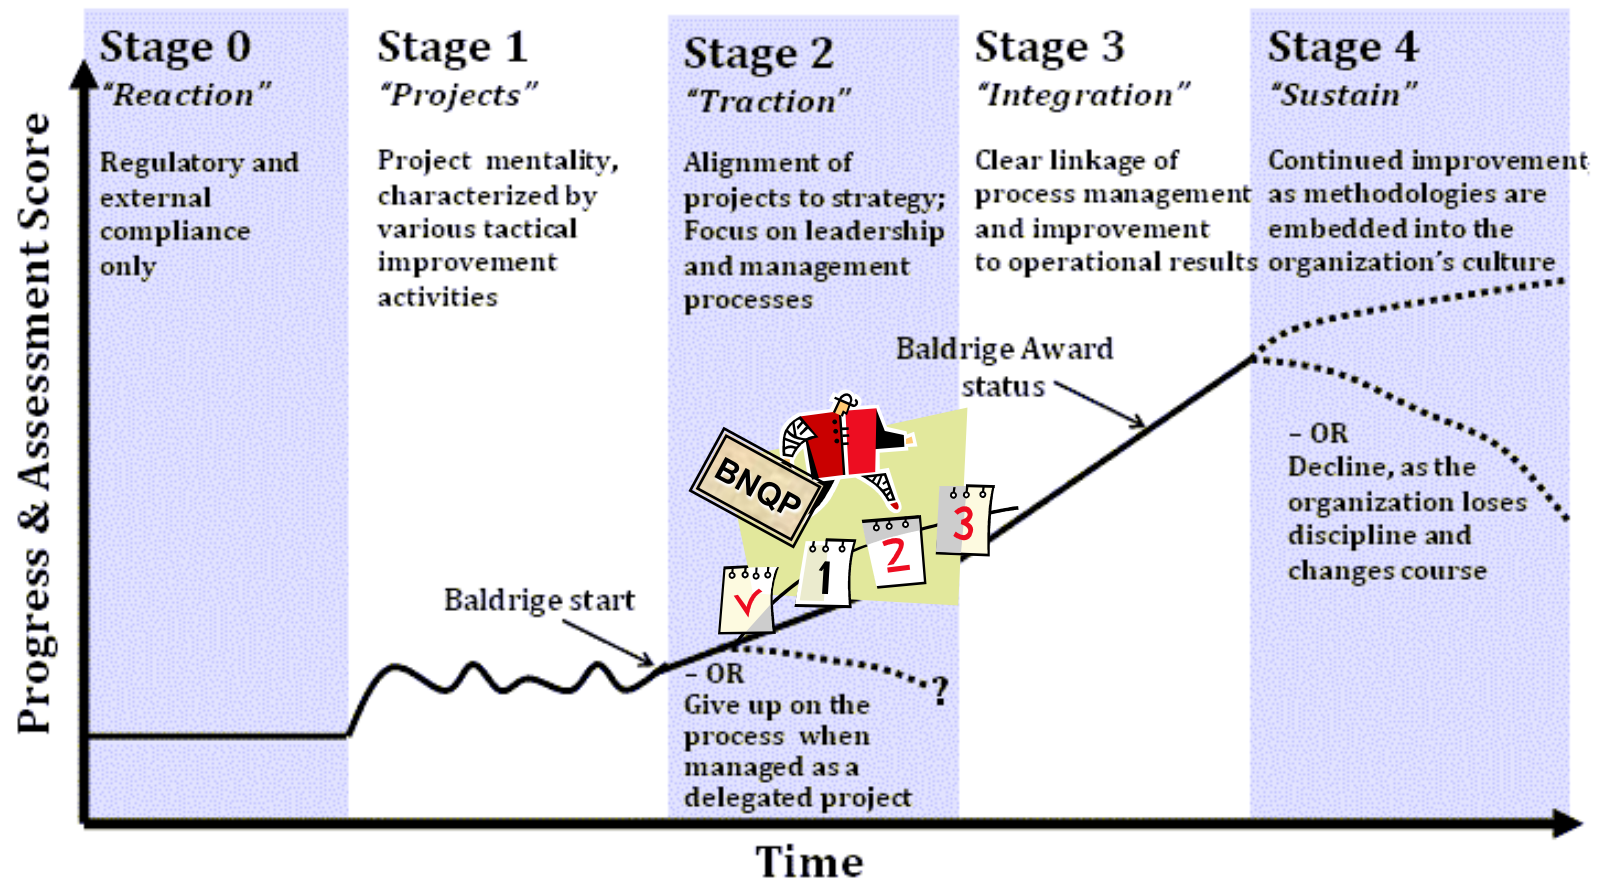 Stage 0
“Reaction”
Regulatory and
external
compliance
only
Stage 1
“Projects”
Project mentality,
characterized by
various tactical
improvement
activities
Stage 2
“Traction”
Alignment of
projects to strategy;
Focus on leadership
and management
processes
Stage 3
“Integration”
Clear linkage of
process management
and improvement
to operational results
Stage 4
“Sustain”
Continued improvement,
as methodologies are
embedded into the
organization’s culture
Progress & Assessment Score
Baldrige Award
status
– OR
Decline, as the
organization loses
discipline and
changes course
BNQP
1
2
3
Baldrige start
– OR
Give up on the
process when
managed as a
delegated project
?
Time